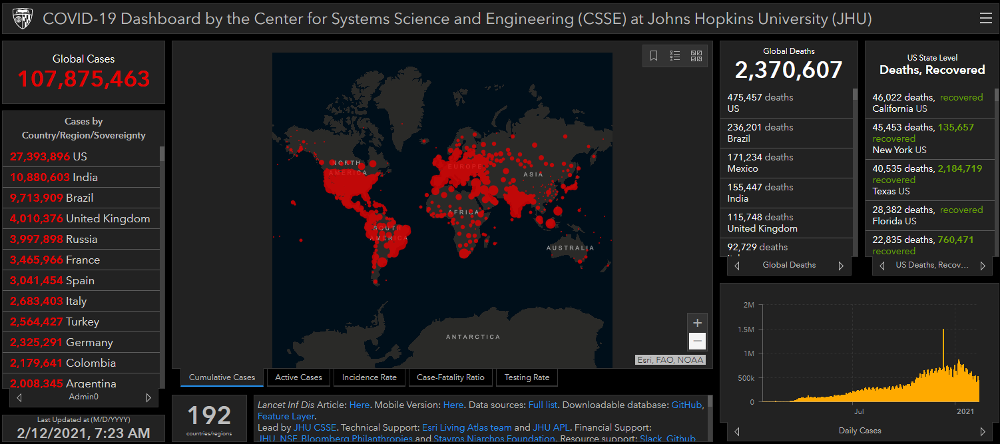 COVID-19 Dashboard by the Center for Systems Science and Engineering (CSSE) at Johns Hopkins University (JHU)
Global Cases
107,875,463
Cases by
Country/Region/Sovereignty
27,393,896 US
10,880,603 India
9,713,909 Brazil
4,010,376 United Kingdom
3,997,898 Russia
3,465,966 France
3,041,454 Spain
2,683,403 Italy
2,564,427 Turkey
2,325,291 Germany
2,179,641 Colombia
2,008,345 Argentina
Admin0
Last Updated at (M/D/YYYY)
2/12/2021, 7:23 AM
NORTH
AMERICA
EUROPE
ASIA
AFRICA
SOUTH
AMERICA
AUSTRALIA
ANTARCTICA
+
−
Esri, FAO, NOAA
Cumulative Cases
Active Cases
Incidence Rate
Case-Fatality Ratio
Testing Rate
192
countries/regions
Lancet Inf Dis Article: Here. Mobile Version: Here. Data sources: Full list. Downloadable database: GitHub,
Feature Layer.
Lead by JHU CSSE. Technical Support: Esri Living Atlas team and JHU APL. Financial Support:
JHU, NSF, Bloomberg Philanthropies and Stavros Niarchos Foundation. Resource support: Slack, Github
Global Deaths
2,370,607
475,457 deaths
US
236,201 deaths
Brazil
171,234 deaths
Mexico
155,447 deaths
India
115,748 deaths
United Kingdom
92,729 deaths
Global Deaths
US State Level
Deaths, Recovered
46,022 deaths, recovered
California US
45,453 deaths, 135,657
recovered
New York US
40,535 deaths, 2,184,719
recovered
Texas US
28,382 deaths, recovered
Florida US
22,835 deaths, 760,471
recovered
US Deaths, Recov...
2M
1.5M
1M
500k
0
Jul
2021
Daily Cases